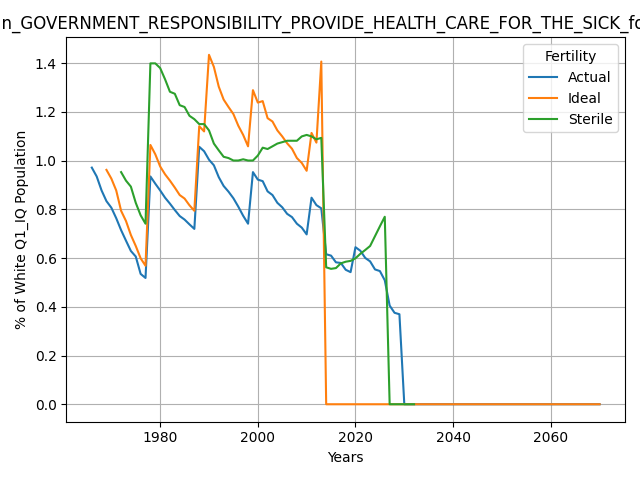 n_GOVERNMENT_RESPONSIBILITY_PROVIDE_HEALTH_CARE_FOR_THE_SICK_fo
Fertility
Actual
Ideal
Sterile
% of White Q1_IQ Population
1.4
1.2
1.0
0.8
0.6
0.4
0.2
0.0
1980 2000 2020 2040 2060
Years